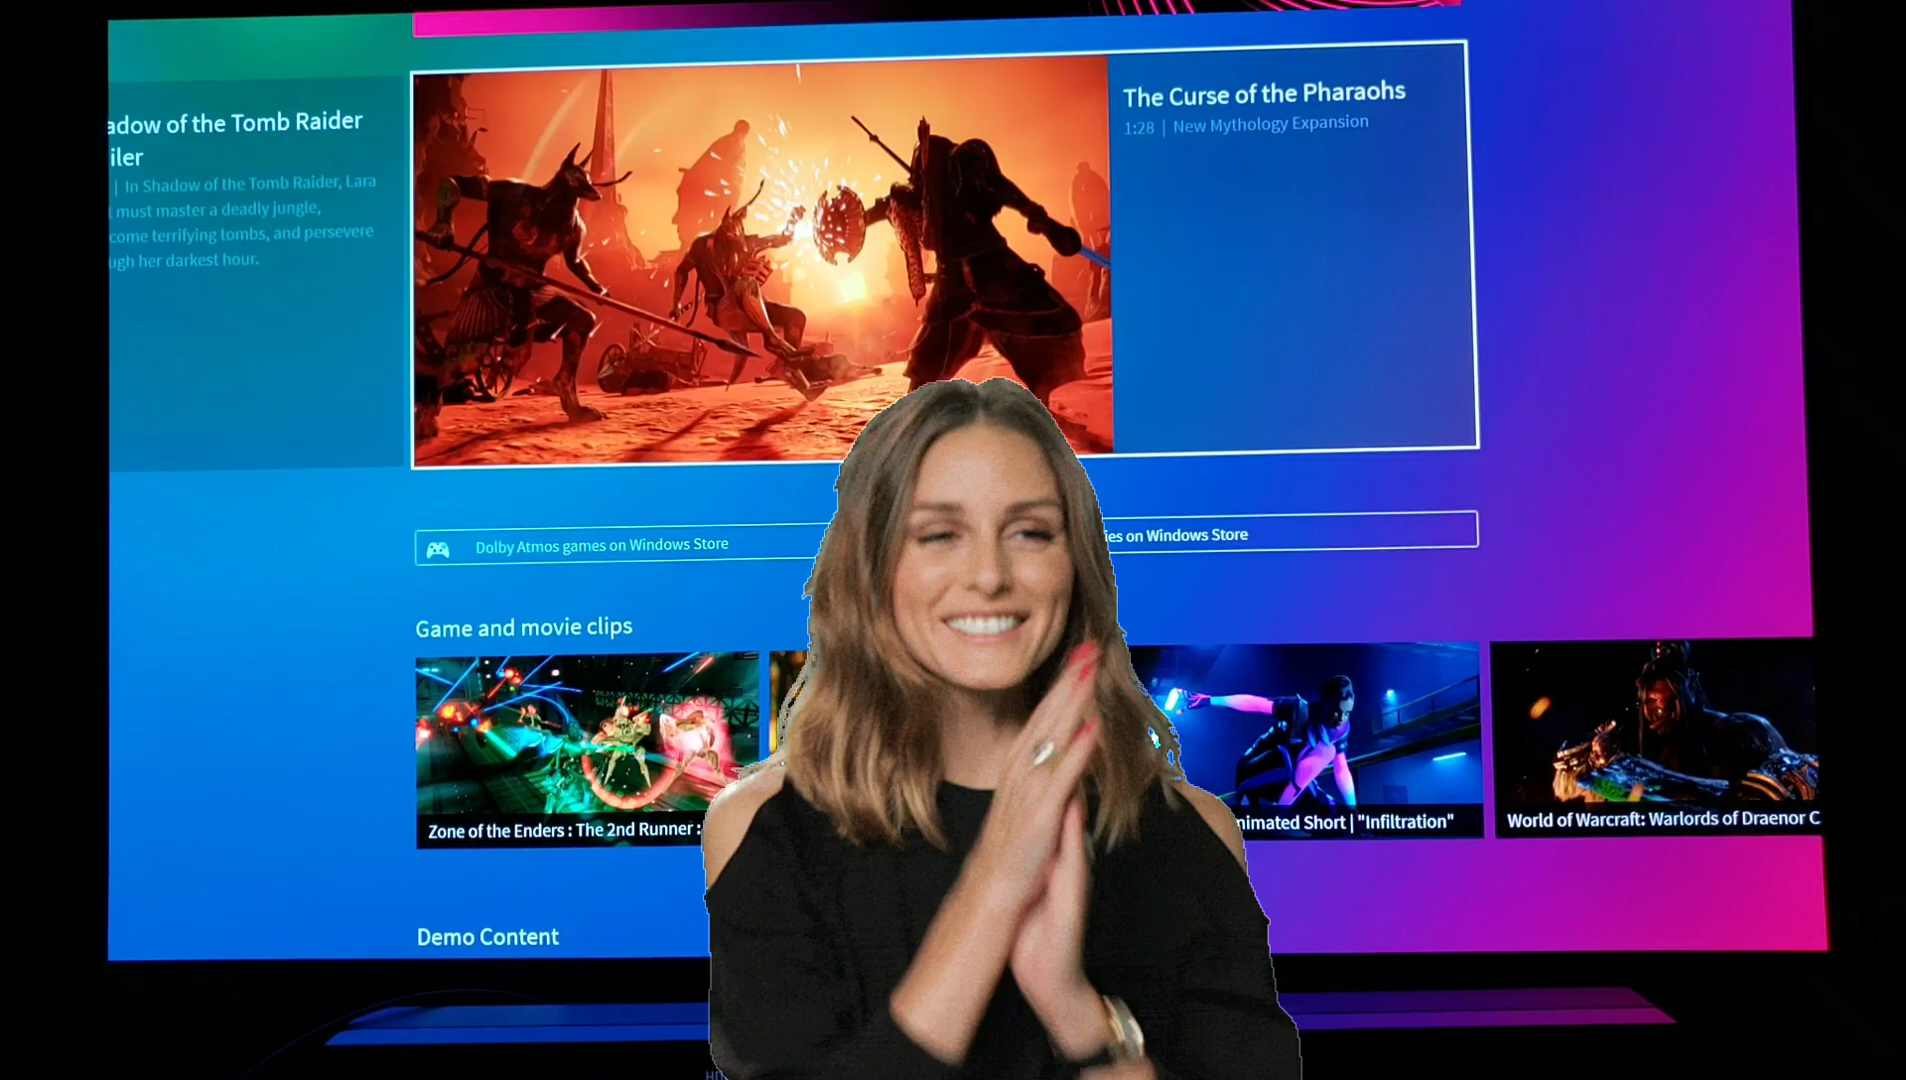 adow of the Tomb Raider
iler
| In Shadow of the Tomb Raider, Lara
must master a deadly jungle,
come terrifying tombs, and persevere
ugh her darkest hour.
The Curse of the Pharaohs
1:28 | New Mythology Expansion
Dolby Atmos games on Windows Store
ies on Windows Store
Game and movie clips
Zone of the Enders : The 2nd Runner :
nimated Short | "Infiltration"
World of Warcraft: Warlords of Draenor C
Demo Content